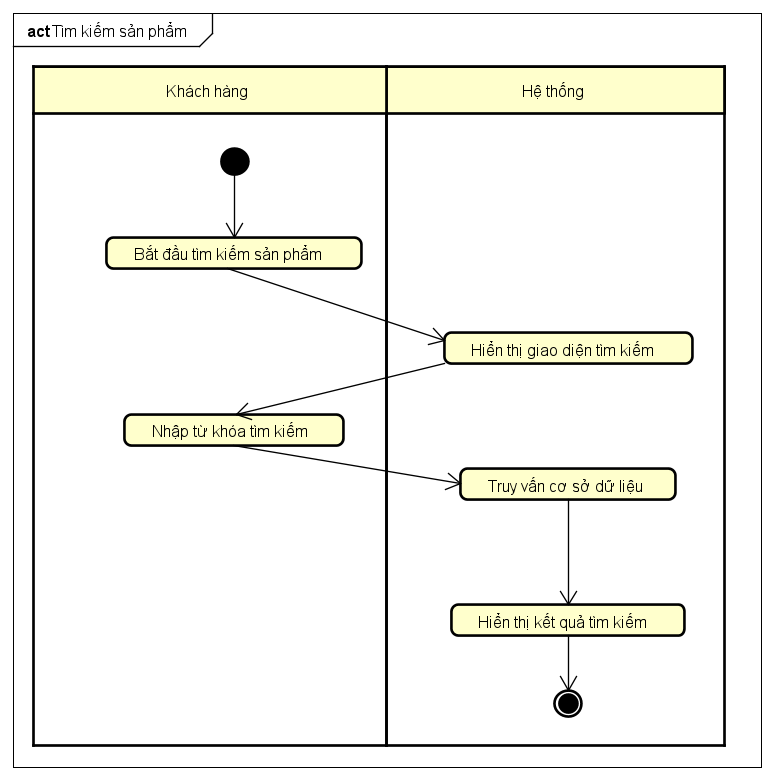 act Tìm kiếm sản phẩm
Khách hàng
Hệ thống
Bắt đầu tìm kiếm sản phẩm
Hiển thị giao diện tìm kiếm
Nhập từ khóa tìm kiếm
Truy vấn cơ sở dữ liệu
Hiển thị kết quả tìm kiếm